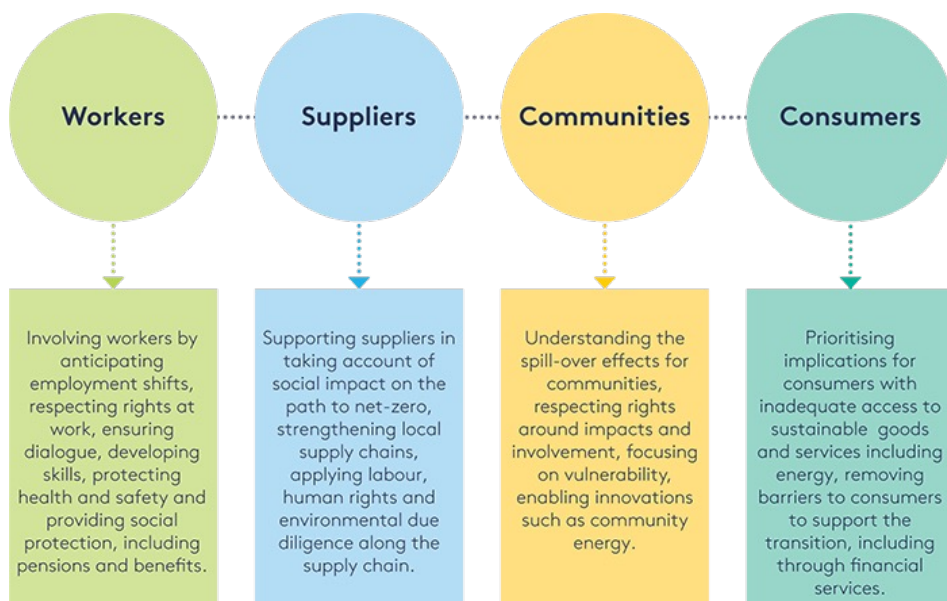 Workers
Suppliers
Communities
Consumers
Involving workers by
anticipating
employment shifts,
respecting rights at
work, ensuring
dialogue, developing
skills, protecting
health and safety and
providing social
protection, including
pensions and benefits.
Supporting suppliers in
taking account of
social impact on the
path to net-zero,
strengthening local
supply chains,
applying labour,
human rights and
environmental due
diligence along the
supply chain.
Understanding the
spill-over effects for
communities,
respecting rights
around impacts and
involvement, focusing
on vulnerability,
enabling innovations
such as community
energy.
Prioritising
implications for
consumers with
inadequate access to
sustainable goods
and services including
energy, removing
barriers to consumers
to support the
transition, including
through financial
services.